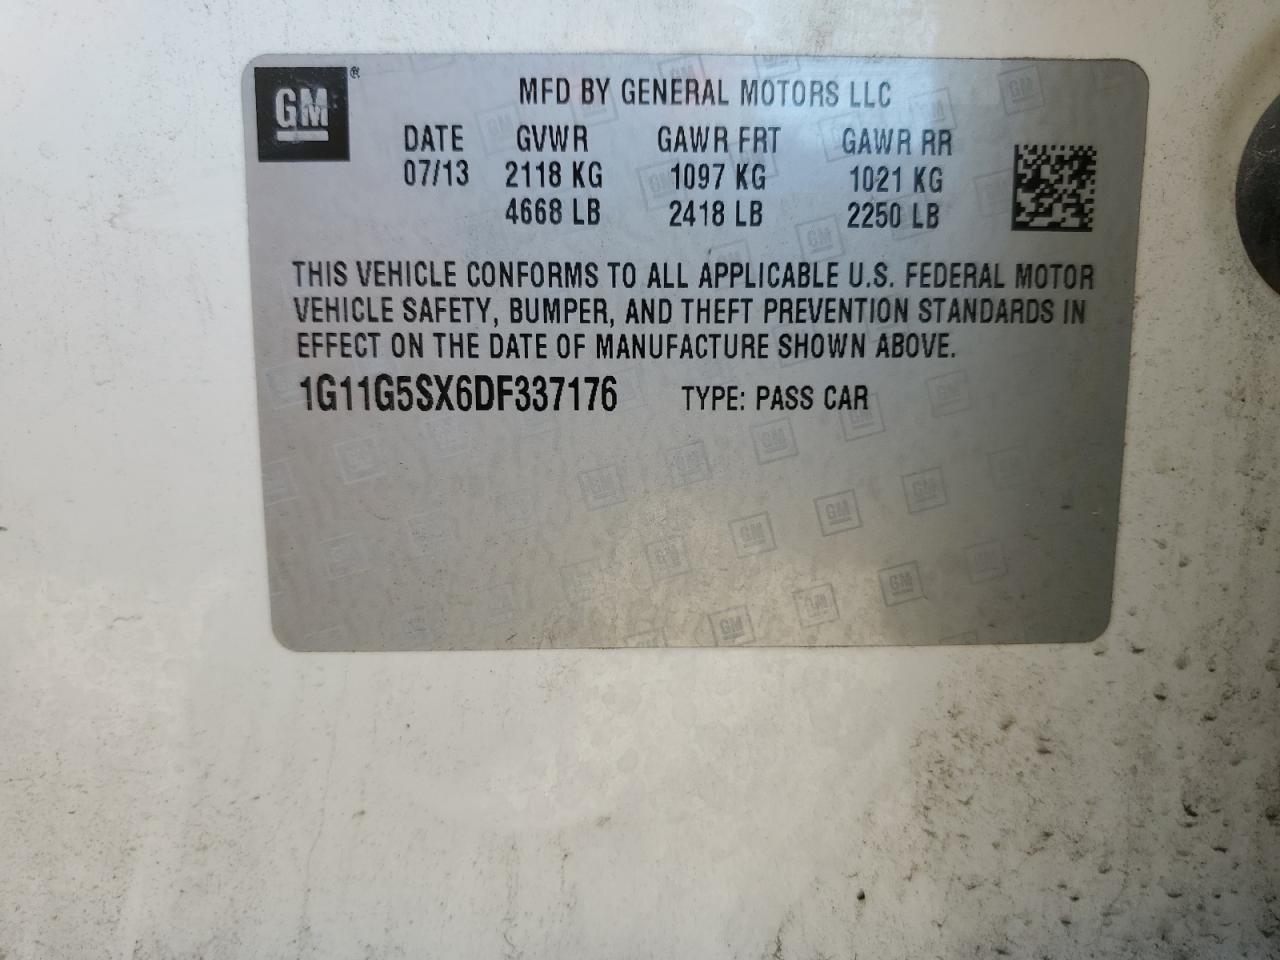 GM®
MFD BY GENERAL MOTORS LLC
DATE GVWR GAWR FRT GAWR RR
07/13 2118 KG 1097 KG 1021 KG
4668 LB 2418 LB 2250 LB
THIS VEHICLE CONFORMS TO ALL APPLICABLE U.S. FEDERAL MOTOR
VEHICLE SAFETY, BUMPER, AND THEFT PREVENTION STANDARDS IN
EFFECT ON THE DATE OF MANUFACTURE SHOWN ABOVE.
1G11G5SX6DF337176 TYPE: PASS CAR